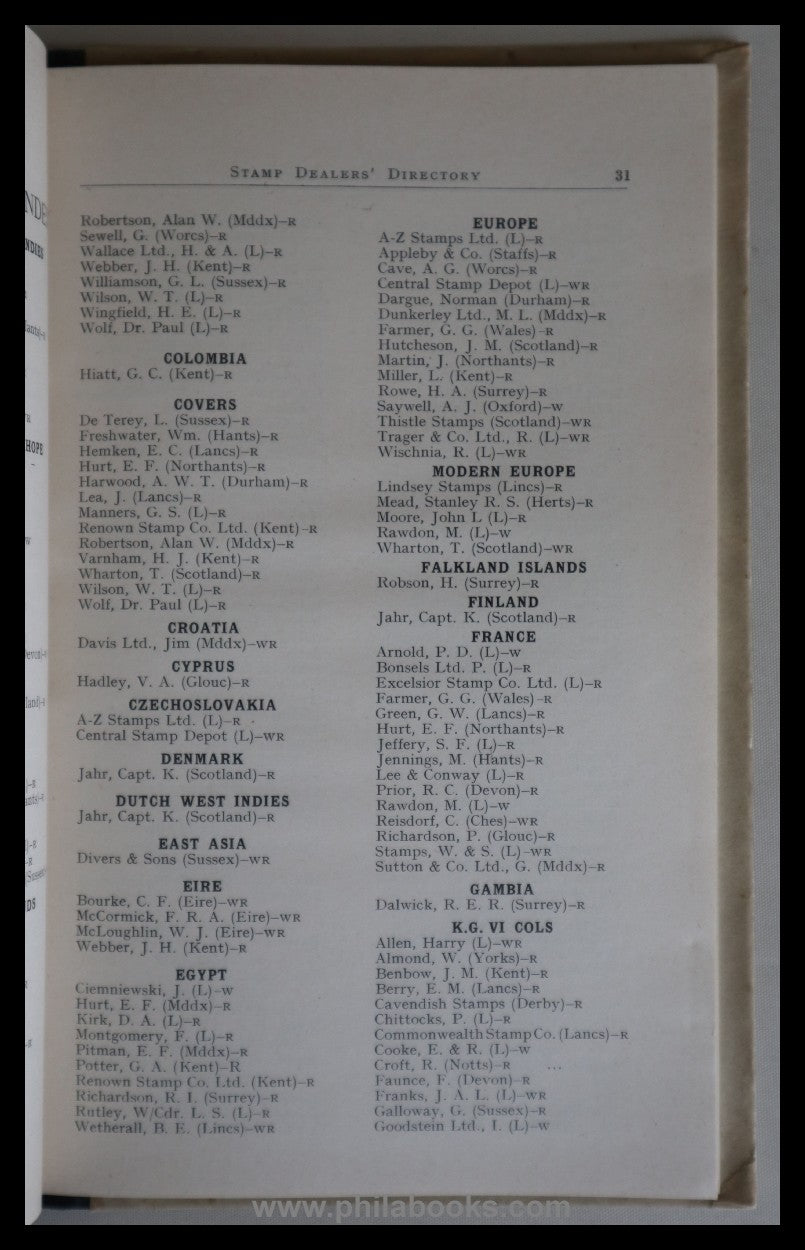 STAMP DEALERS' DIRECTORY 31
Robertson, Alan W. (Mddx)–R
Sewell, G. (Worcs)–R
Wallace Ltd., H. & A. (L)–R
Webber, J. H. (Kent)–R
Williamson, G. L. (Sussex)–R
Wilson, W. T. (L)–R
Wingfield, H. E. (L)–R
Wolf, Dr. Paul (L)–R
COLOMBIA
Hiatt, G. C. (Kent)–R
COVERS
De Terey, L. (Sussex)–R
Freshwater, Wm. (Hants)–R
Hemken, E. C. (Lancs)–R
Hurt, E. F. (Northants)–R
Harwood, A. W. T. (Durham)–R
Lea, J. (Lancs)–R
Manners, G. S. (L)–R
Renown Stamp Co. Ltd. (Kent)–R
Robertson, Alan W. (Mddx)–R
Varnham, H. J. (Kent)–R
Wharton, T. (Scotland)–R
Wilson, W. T. (L)–R
Wolf, Dr. Paul (L)–R
CROATIA
Davis Ltd., Jim (Mddx)–WR
CYPRUS
Hadley, V. A. (Glouc)–R
CZECHOSLOVAKIA
A-Z Stamps Ltd. (L)–R
Central Stamp Depot (L)–WR
DENMARK
Jahr, Capt. K. (Scotland)–R
DUTCH WEST INDIES
Jahr, Capt. K. (Scotland)–R
EAST ASIA
Divers & Sons (Sussex)–WR
EIRE
Bourke, C. F. (Eire)–WR
McCormick, F. R. A. (Eire)–WR
McLoughlin, W. J. (Eire)–WR
Webber, J. H. (Kent)–R
EGYPT
Ciemniewski, J. (L)–W
Hurt, E. F. (Mddx)–R
Kirk, D. A. (L)–R
Montgomery, F. (L)–R
Pitman, E. F. (Mddx)–R
Potter, G. A. (Kent)–R
Renown Stamp Co. Ltd. (Kent)–R
Richardson, R. I. (Surrey)–R
Rutley, W/Cdr. L. S. (L)–R
Wetherall, B. E. (Lincs)–WR
EUROPE
A-Z Stamps Ltd. (L)–R
Appleby & Co. (Staffs)–R
Cave, A. G. (Worcs)–R
Central Stamp Depot (L)–WR
Dargue, Norman (Durham)–R
Dunkerley Ltd., M. L. (Mddx)–R
Farmer, G. G. (Wales)–R
Hutcheson, J. M. (Scotland)–R
Martin, J. (Northants)–R
Miller, L. (Kent)–R
Rowe, H. A. (Surrey)–R
Saywell, A. J. (Oxford)–W
Thistle Stamps (Scotland)–WR
Trager & Co. Ltd., R. (L)–WR
Wischnia, R. (L)–WR
MODERN EUROPE
Lindsey Stamps (Lincs)–R
Mead, Stanley R. S. (Herts)–R
Moore, John L (L)–R
Rawdon, M. (L)–W
Wharton, T. (Scotland)–WR
FALKLAND ISLANDS
Robson, H. (Surrey)–R
FINLAND
Jahr, Capt. K. (Scotland)–R
FRANCE
Arnold, P. D. (L)–W
Bonsels Ltd. P. (L)–R
Excelsior Stamp Co. Ltd. (L)–R
Farmer, G. G. (Wales)–R
Green, G. W. (Lancs)–R
Hurt, E. F. (Northants)–R
Jeffery, S. F. (L)–R
Jennings, M. (Hants)–R
Lee & Conway (L)–R
Prior, R. C. (Devon)–R
Rawdon, M. (L)–W
Reisdorf, C. (Ches)–WR
Richardson, P. (Glouc)–R
Stamps, W. & S. (L)–WR
Sutton & Co. Ltd., G. (Mddx)–R
GAMBIA
Dalwick, R. E. R. (Surrey)–R
K.G. VI COLS
Allen, Harry (L)–WR
Almond, W. (Yorks)–R
Benbow, J. M. (Kent)–R
Berry, E. M. (Lancs)–R
Cavendish Stamps (Derby)–R
Chittocks, P. (L)–R
Commonwealth Stamp Co. (Lancs)–R
Cooke, E. & R. (L)–W
Croft, R. (Notts)–R ...
Faunce, F. (Devon)–R
Franks, J. A. L. (L)–WR
Galloway, G. (Sussex)–R
Goodstein Ltd., I. (L)–W
www.philabooks.com